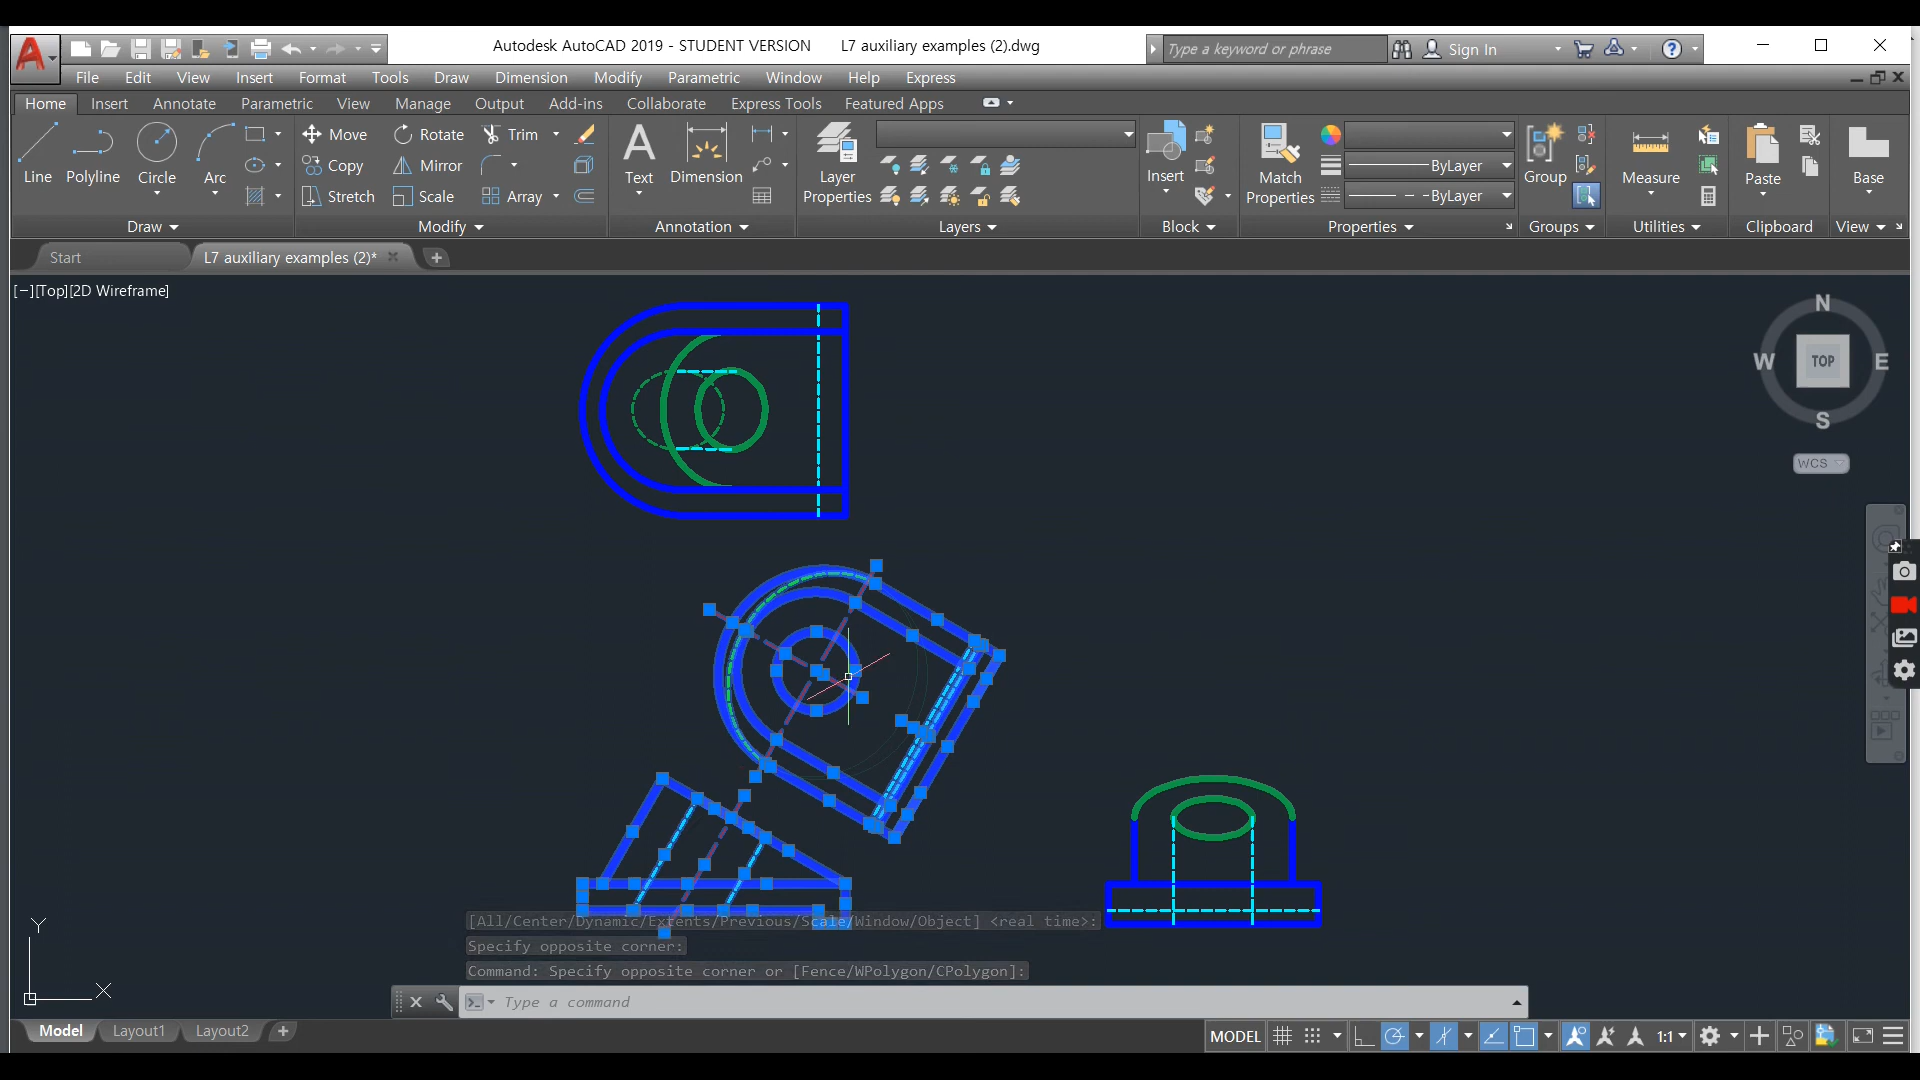 Autodesk AutoCAD 2019 - STUDENT VERSION L7 auxiliary examples (2).dwg
Type a keyword or phrase
Sign In
File Edit View Insert Format Tools Draw Dimension Modify Parametric Window Help Express
Home Insert Annotate Parametric View Manage Output Add-ins Collaborate Express Tools Featured Apps
Line Polyline Circle Arc
Move Rotate Trim
Copy Mirror
Stretch Scale Array
Text Dimension
Layer Properties
Insert
Match Properties
ByLayer
ByLayer
Group
Measure
Paste
Base
Draw Modify Annotation Layers Block Properties Groups Utilities Clipboard View
Start L7 auxiliary examples (2)*
[−][Top][2D Wireframe]
N
W TOP E
S
WCS
Y
X
[All/Center/Dynamic/Extents/Previous/Scale/Window/Object] <real time>:
Specify opposite corner:
Command: Specify opposite corner or [Fence/WPolygon/CPolygon]:
Type a command
Model Layout1 Layout2
MODEL 1:1